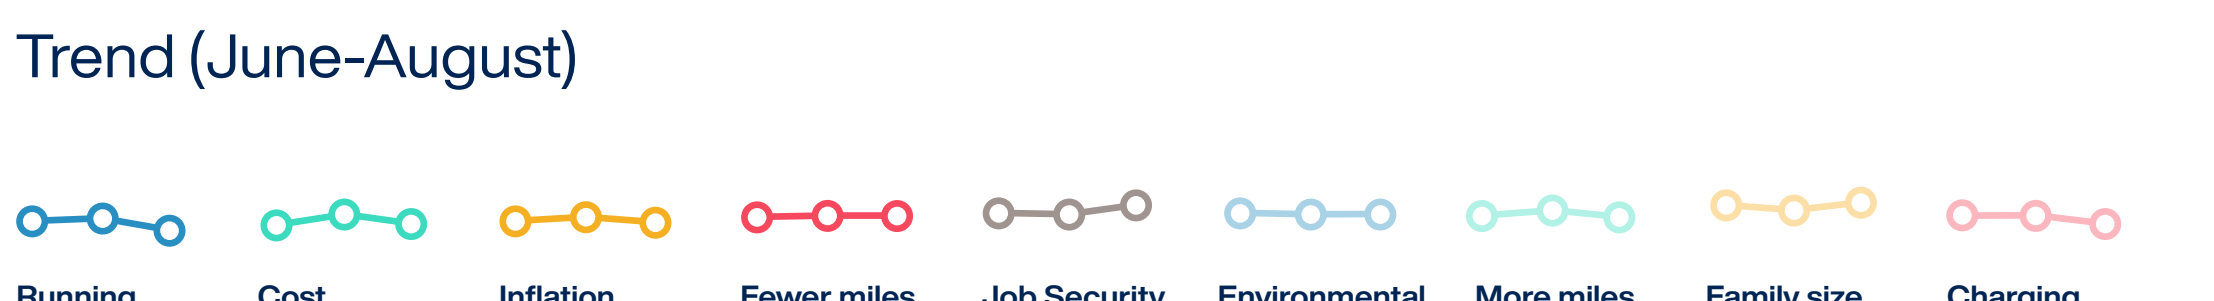 Trend (June-August)
Running Cost Inflation Fewer miles Job Security Environmental More miles Family size Charging